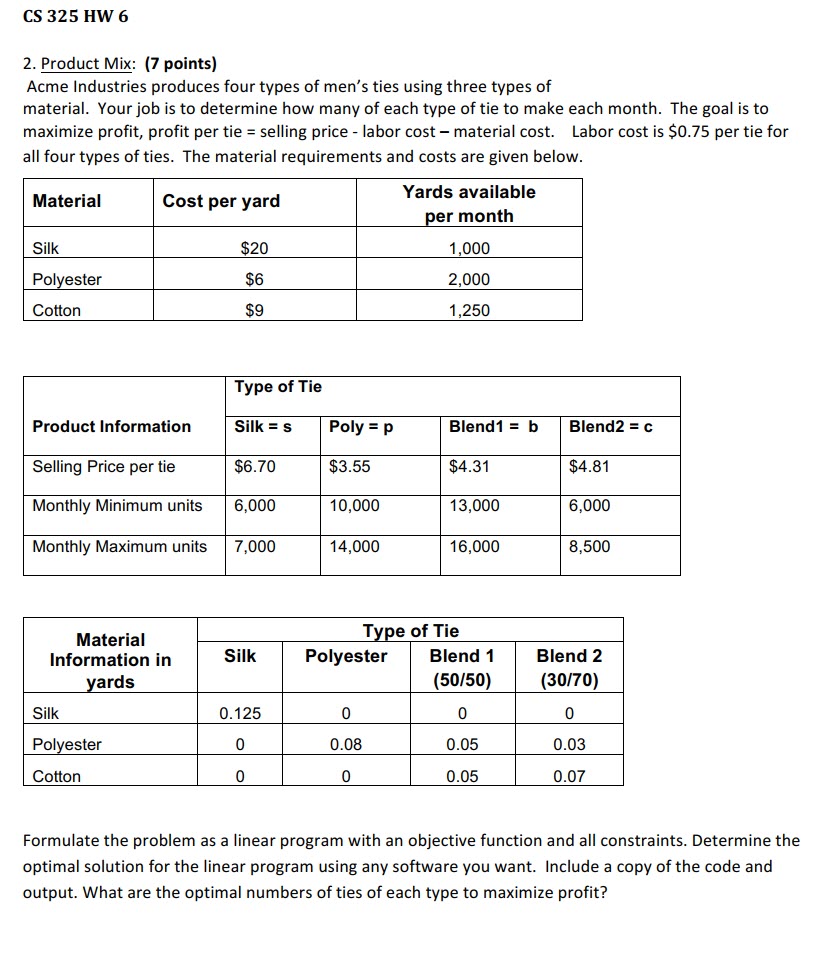 CS 325 HW 6
2. Product Mix: (7 points)
Acme Industries produces four types of men’s ties using three types of
material. Your job is to determine how many of each type of tie to make each month. The goal is to
maximize profit, profit per tie = selling price - labor cost – material cost. Labor cost is $0.75 per tie for
all four types of ties. The material requirements and costs are given below.
Material Cost per yard Yards available
per month
Silk $20 1,000
Polyester $6 2,000
Cotton $9 1,250
Type of Tie
Product Information Silk = s Poly = p Blend1 = b Blend2 = c
Selling Price per tie $6.70 $3.55 $4.31 $4.81
Monthly Minimum units 6,000 10,000 13,000 6,000
Monthly Maximum units 7,000 14,000 16,000 8,500
Material
Information in
yards
Type of Tie
Silk Polyester Blend 1 Blend 2
(50/50) (30/70)
Silk 0.125 0 0 0
Polyester 0 0.08 0.05 0.03
Cotton 0 0 0.05 0.07
Formulate the problem as a linear program with an objective function and all constraints. Determine the
optimal solution for the linear program using any software you want. Include a copy of the code and
output. What are the optimal numbers of ties of each type to maximize profit?